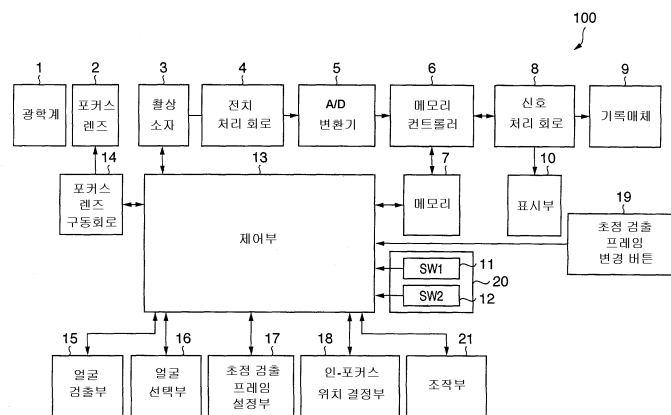 100
1
2
3
4
5
6
8
9
광학계
포커스
렌즈
촬상
소자
전치
처리 회로
A/D
변환기
메모리
컨트롤러
신호
처리 회로
기록매체
14
13
7
10
포커스
렌즈
구동회로
제어부
메모리
표시부
19
초점 검출
프레임
변경 버튼
SW1
11
20
SW2
12
15
16
17
18
21
얼굴
검출부
얼굴
선택부
초점 검출
프레임
설정부
인-포커스
위치 결정부
조작부